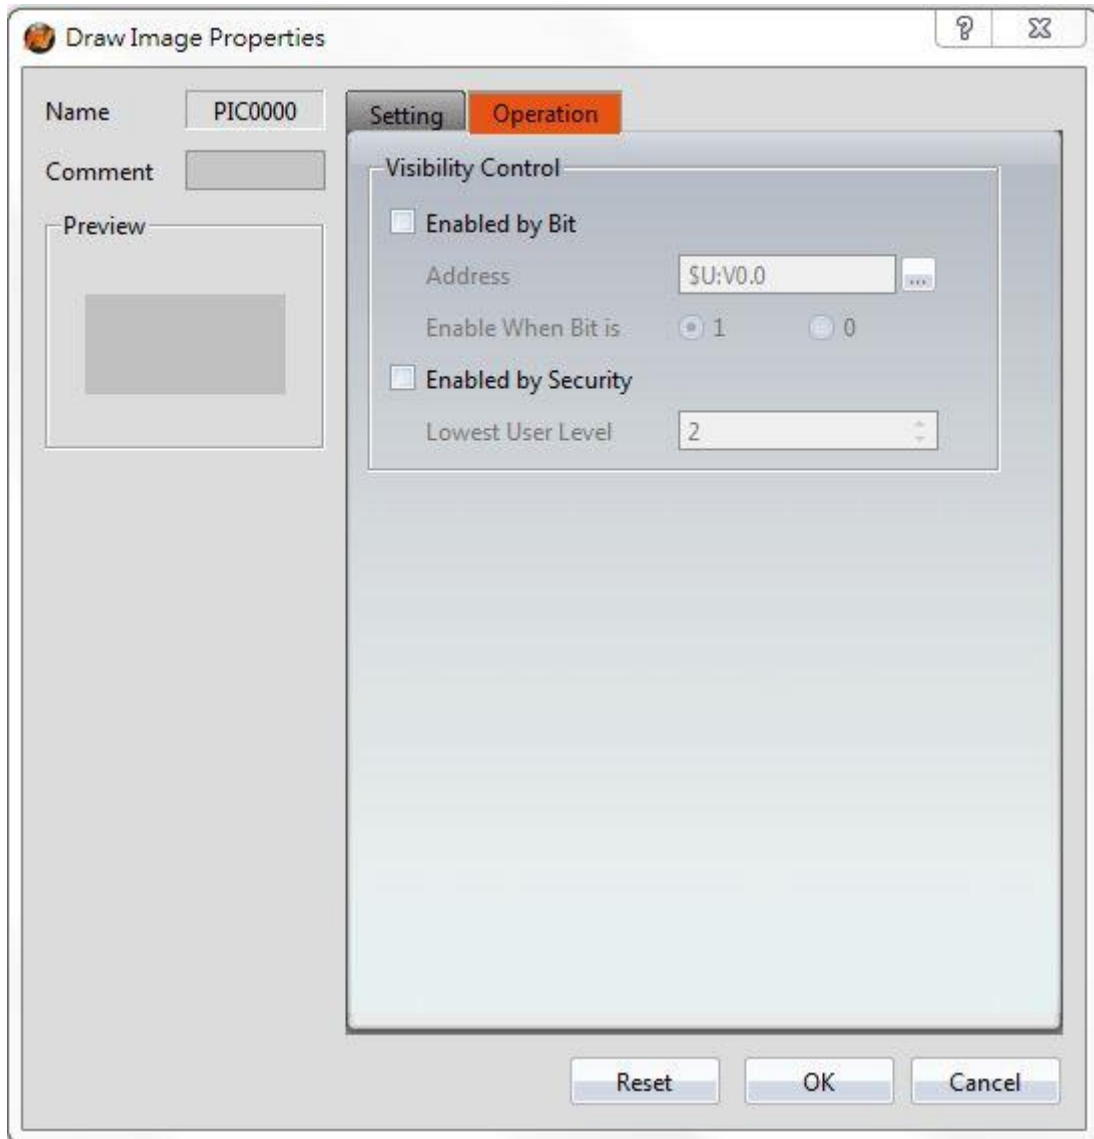 Draw Image Properties
Name PIC0000
Comment
Preview
Setting Operation
Visibility Control
Enabled by Bit
Address $U:V0.0 ...
Enable When Bit is 1 0
Enabled by Security
Lowest User Level 2
Reset OK Cancel